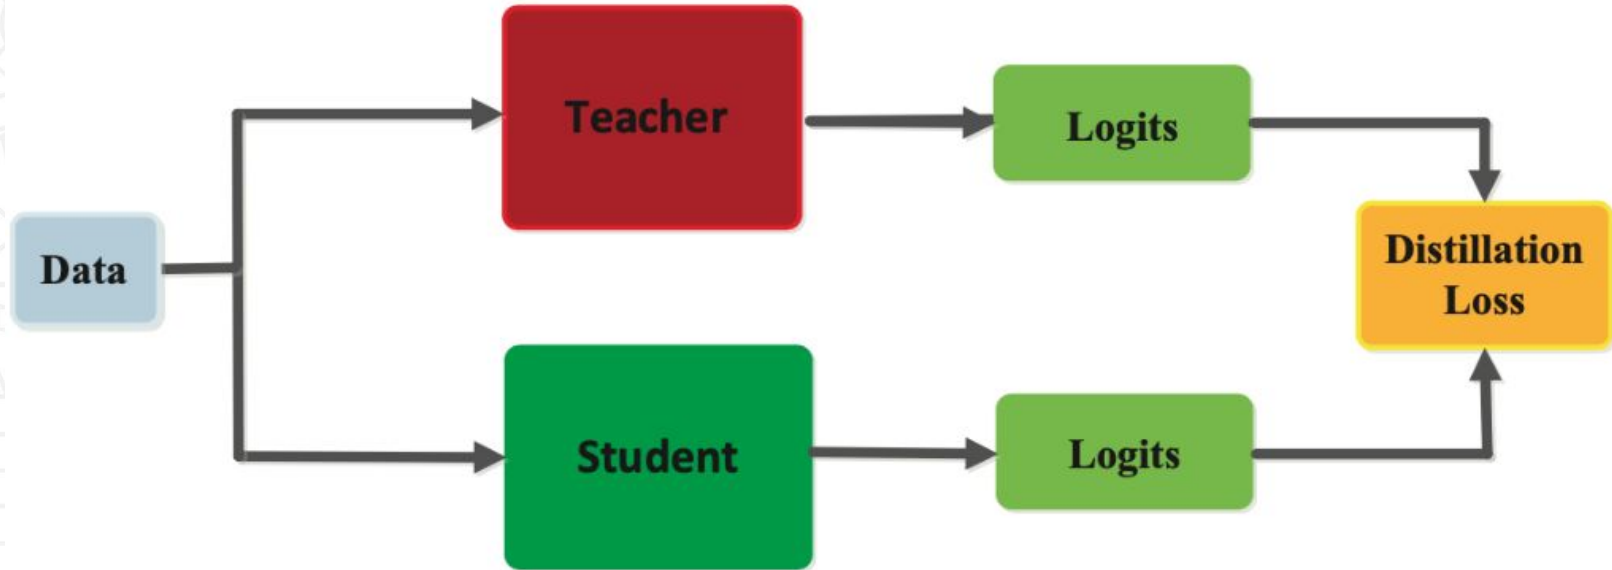 Data
Teacher
Logits
Distillation
Loss
Student
Logits